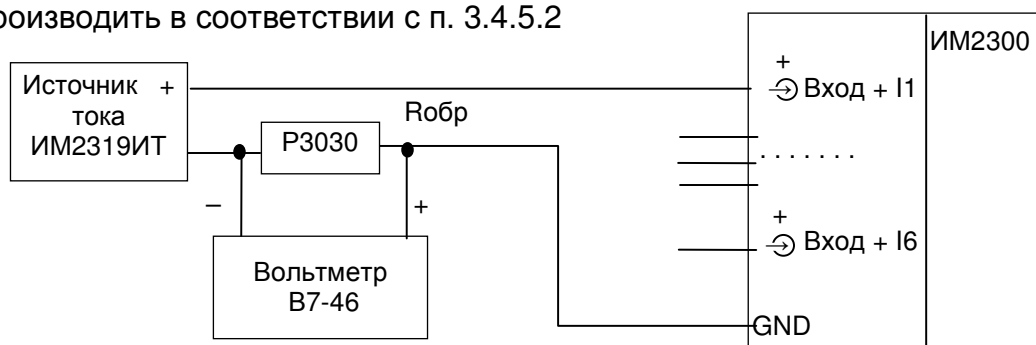 роизводить в соответствии с п. 3.4.5.2
ИМ2300
Источник +
тока
ИМ2319ИТ
+
Вход + I1
Rобр
Р3030
. . . . . . .
–
+
+
Вход + I6
Вольтметр
В7-46
GND